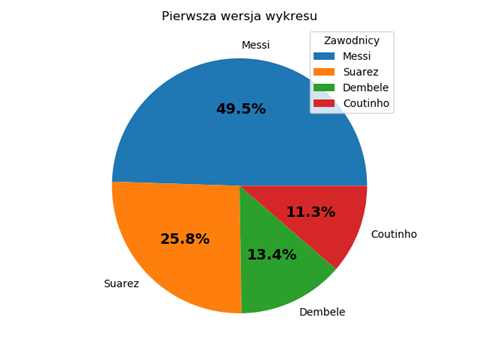 Pierwsza wersja wykresu
Messi
Zawodnicy
Messi
Suarez
Dembele
Coutinho
49.5%
11.3%
25.8%
13.4%
Coutinho
Suarez
Dembele